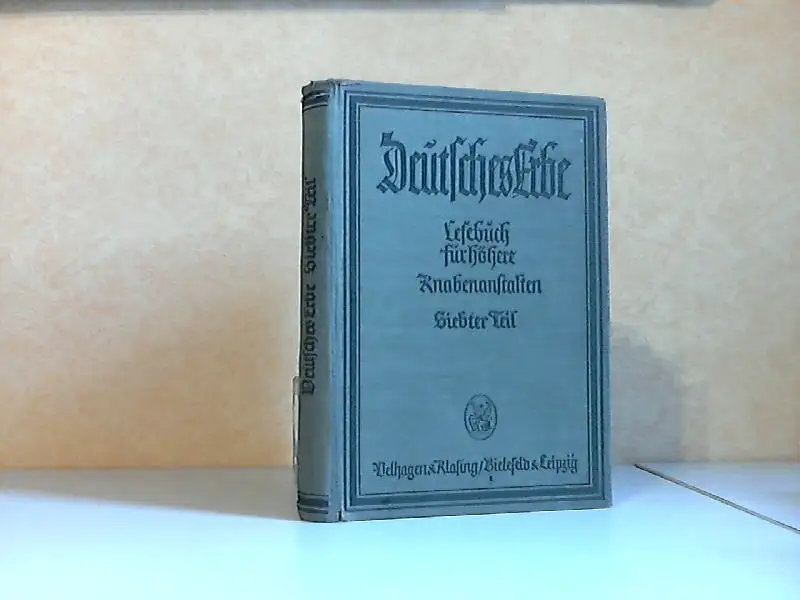 Deutsches Erbe
Lesebuch
für höhere
Knabenanstalten
Siebter Teil
Velhagen & Klasing / Bielefeld & Leipzig
Deutsches Erbe Siebter Teil